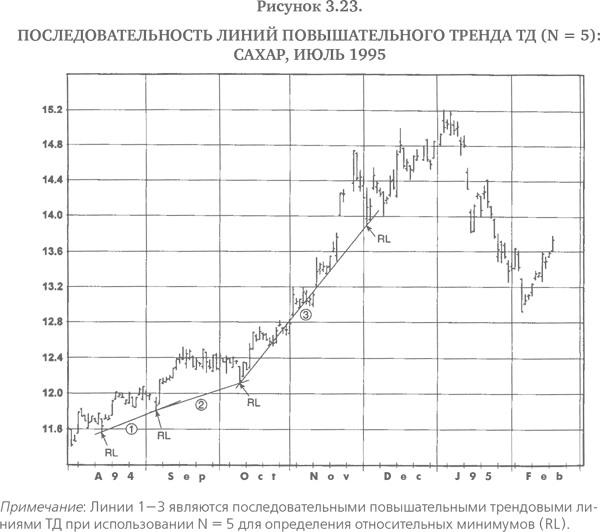 Рисунок 3.23.
ПОСЛЕДОВАТЕЛЬНОСТЬ ЛИНИЙ ПОВЫШАТЕЛЬНОГО ТРЕНДА ТД (N = 5):
САХАР, ИЮЛЬ 1995
15.2
14.8
14.4
14.0
13.6
13.2
12.8
12.4
12.0
11.6
RL
RL
RL
RL
1
2
3
A 94 Sep Oct Nov Dec J 95 Feb
Примечание: Линии 1−3 являются последовательными повышательными трендовыми ли-
ниями ТД при использовании N = 5 для определения относительных минимумов (RL).